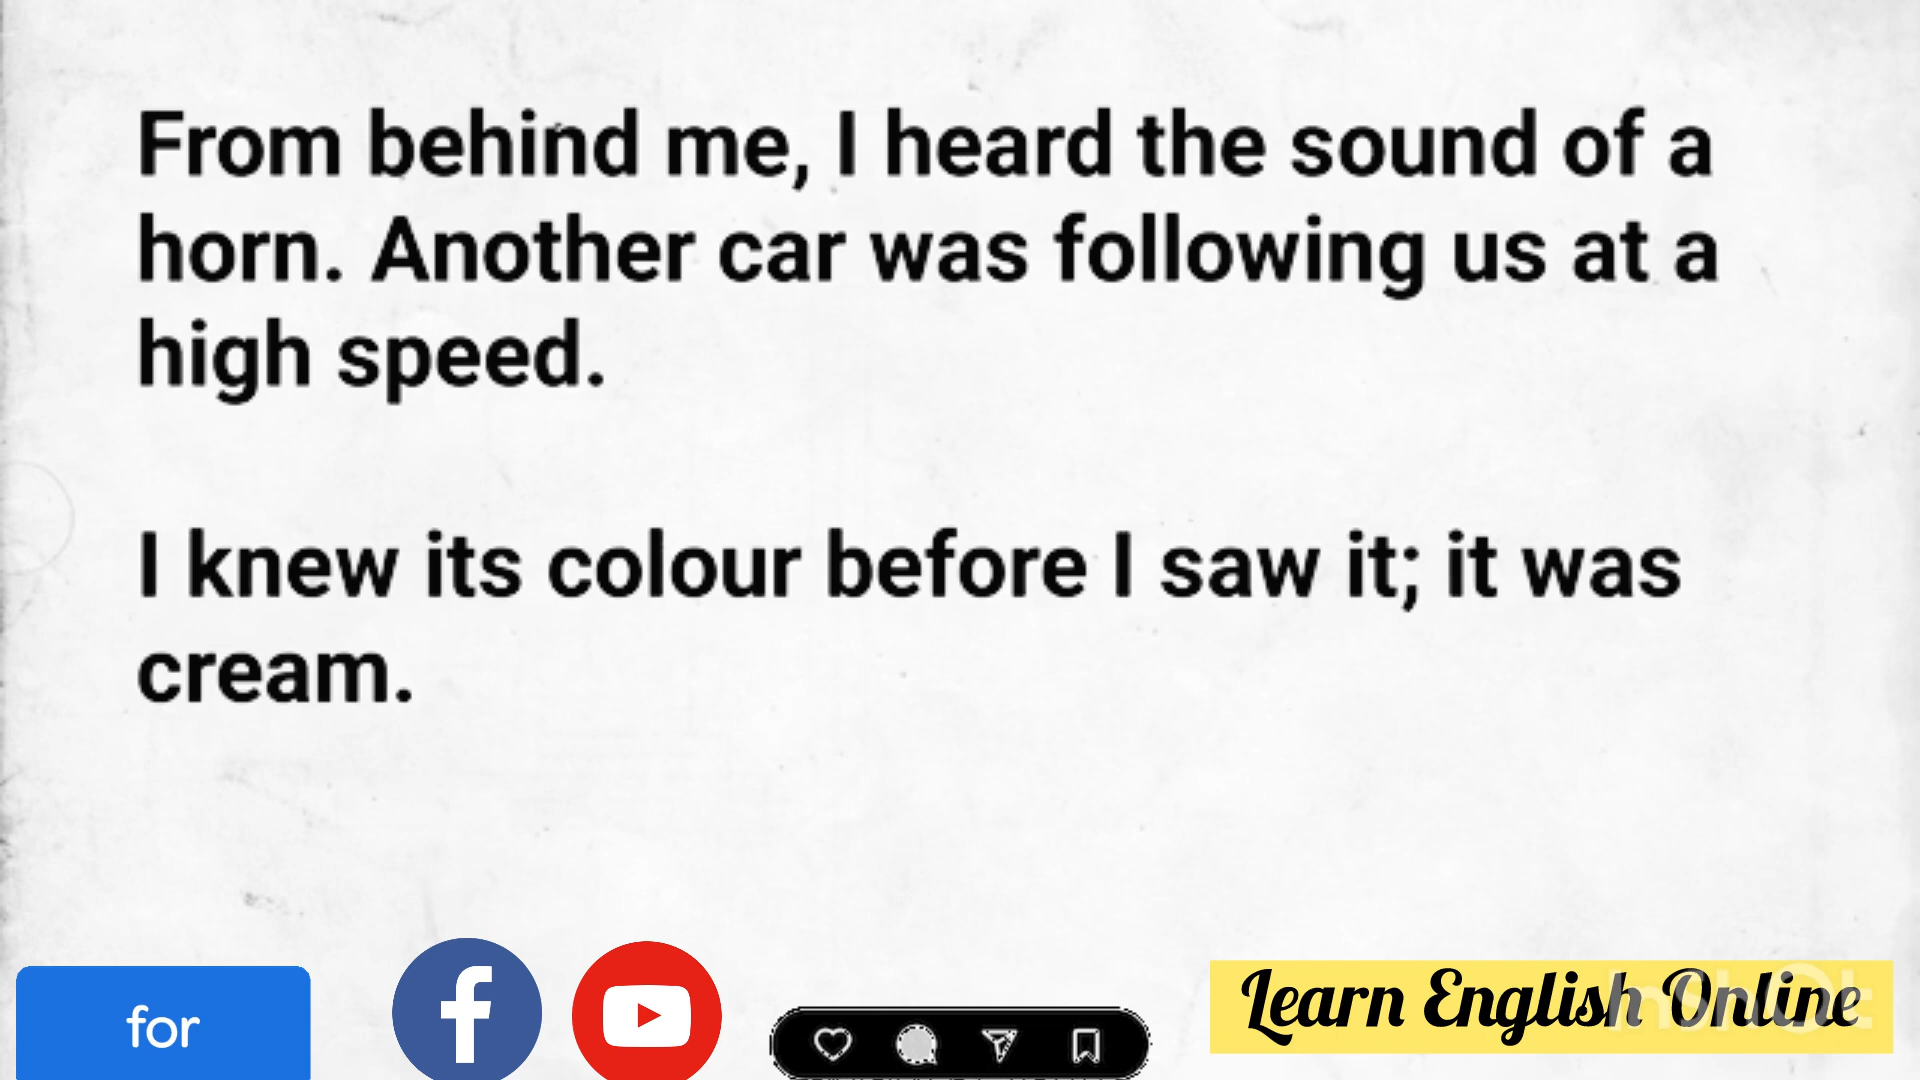 From behind me, I heard the sound of a
horn. Another car was following us at a
high speed.
I knew its colour before I saw it; it was
cream.
for
Learn English Online